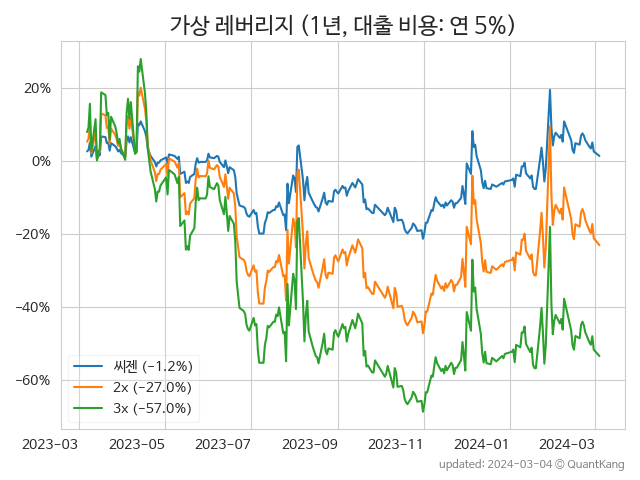 가상 레버리지 (1년, 대출 비용: 연 5%)
20%
0%
−20%
−40%
−60%
씨젠 (−1.2%)
2x (−27.0%)
3x (−57.0%)
2023−03 2023−05 2023−07 2023−09 2023−11 2024−01 2024−03
updated: 2024−03−04 © QuantKang